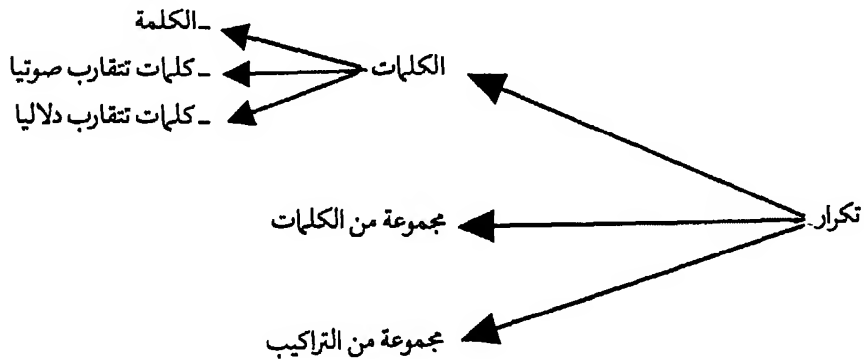 تكرار
الكلمات
ـ الكلمة
ـ كلمات تتقارب صوتيا
ـ كلمات تتقارب دلاليا
مجموعة من الكلمات
مجموعة من التراكيب